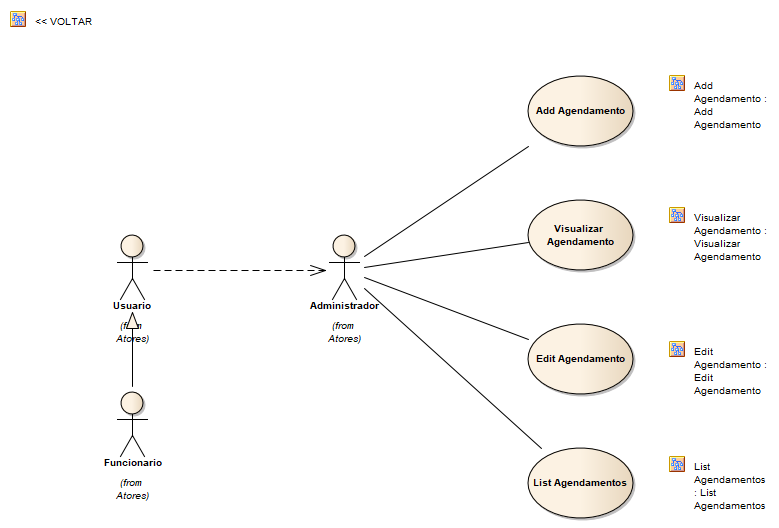 << VOLTAR
Add Agendamento
Add
Agendamento :
Add
Agendamento
Visualizar
Agendamento
Visualizar
Agendamento :
Visualizar
Agendamento
Usuario
(from
Atores)
Administrador
(from
Atores)
Edit Agendamento
Edit
Agendamento :
Edit
Agendamento
Funcionario
(from
Atores)
List Agendamentos
List
Agendamentos
: List
Agendamentos